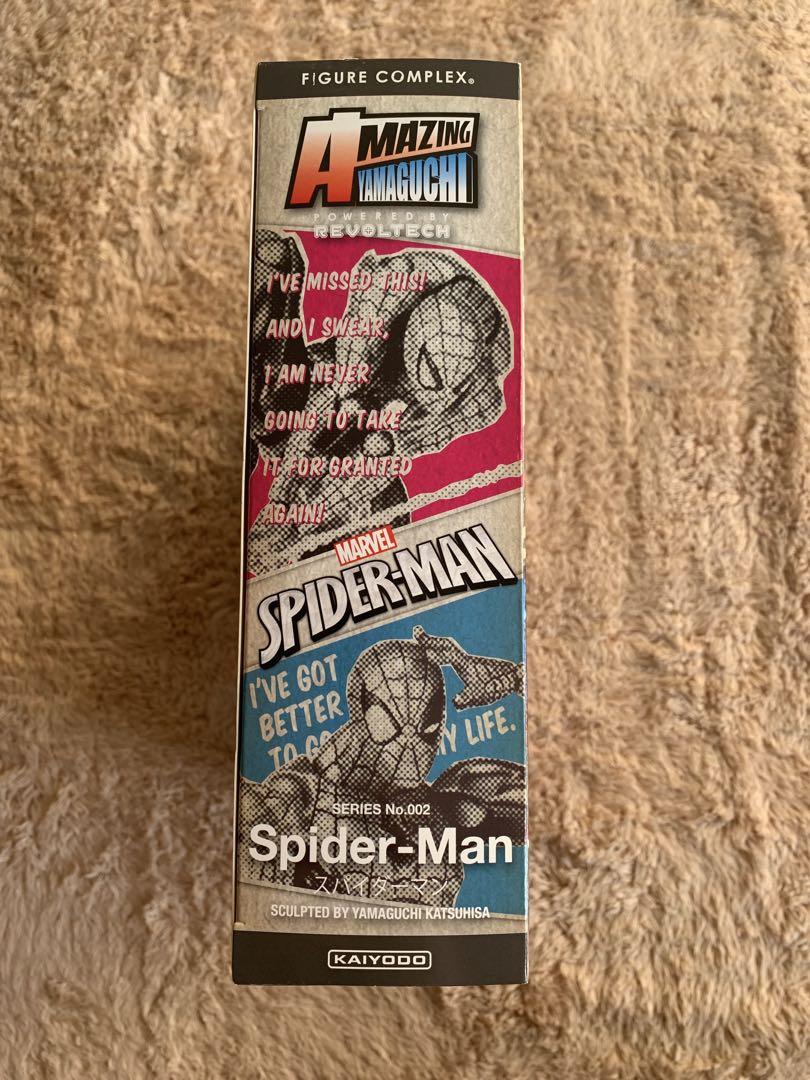 FIGURE COMPLEX®
AMAZING
YAMAGUCHI
POWERED BY
REVOLTECH
I'VE MISSED THIS!
AND I SWEAR,
I AM NEVER
GOING TO TAKE
IT FOR GRANTED
AGAIN!
MARVEL
SPIDER-MAN
I'VE GOT
BETTER
TO LIFE.
SERIES No.002
Spider-Man
スパイダーマン
SCULPTED BY YAMAGUCHI KATSUHISA
KAIYODO